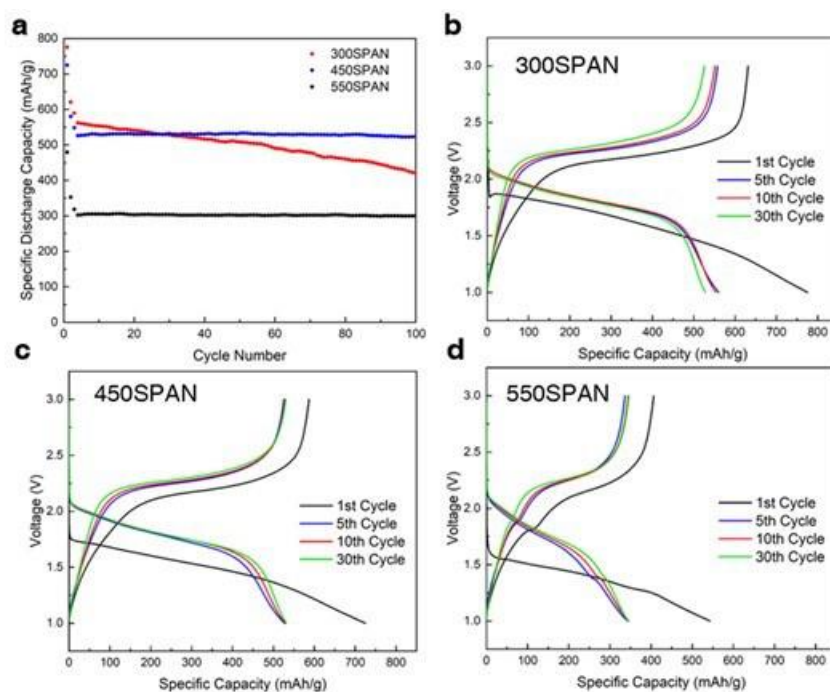 a
800
700
600
500
400
300
200
100
0
Specific Discharge Capacity (mAh/g)
300SPAN
450SPAN
550SPAN
0 20 40 60 80 100
Cycle Number
b
300SPAN
3.0
2.5
2.0
1.5
1.0
Voltage (V)
1st Cycle
5th Cycle
10th Cycle
30th Cycle
0 100 200 300 400 500 600 700 800
Specific Capacity (mAh/g)
c
450SPAN
3.0
2.5
2.0
1.5
1.0
Voltage (V)
1st Cycle
5th Cycle
10th Cycle
30th Cycle
0 100 200 300 400 500 600 700 800
Specific Capacity (mAh/g)
d
550SPAN
3.0
2.5
2.0
1.5
1.0
Voltage (V)
1st Cycle
5th Cycle
10th Cycle
30th Cycle
0 100 200 300 400 500 600 700 800
Specific Capacity (mAh/g)